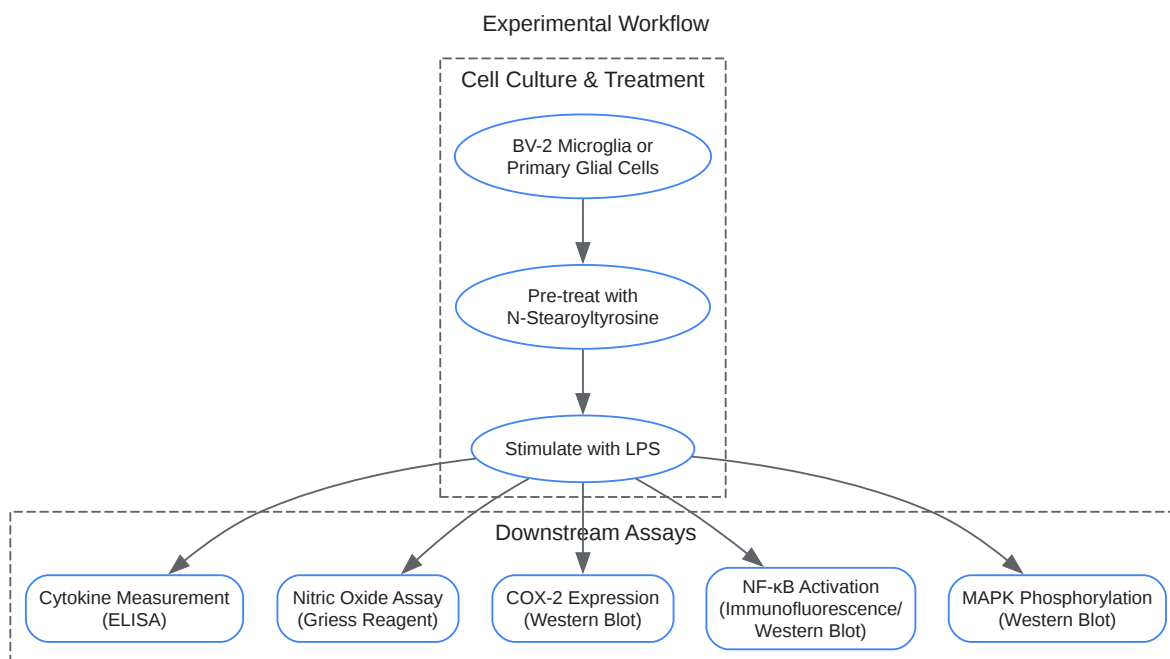 Experimental Workflow
Cell Culture & Treatment
BV-2 Microglia or
Primary Glial Cells
Pre-treat with
N-Stearoyltyrosine
Stimulate with LPS
Downstream Assays
Cytokine Measurement
(ELISA)
Nitric Oxide Assay
(Griess Reagent)
COX-2 Expression
(Western Blot)
NF-κB Activation
(Immunofluorescence/
Western Blot)
MAPK Phosphorylation
(Western Blot)